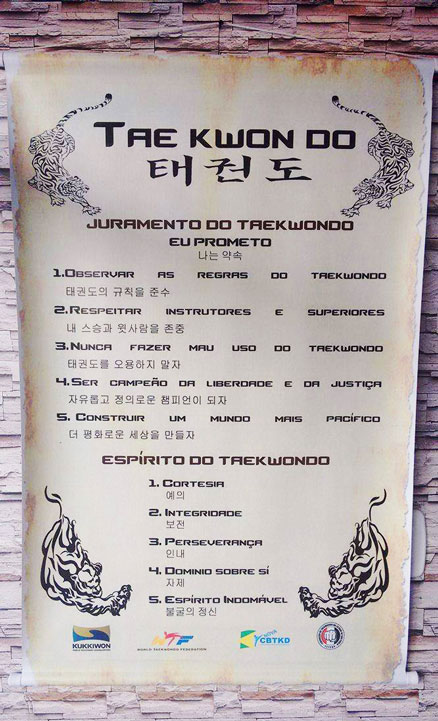 TAE KWON DO
태권도
JURAMENTO DO TAEKWONDO
EU PROMETO
나는 약속
1.OBSERVAR AS REGRAS DO TAEKWONDO
태권도의 규칙을 준수
2.RESPEITAR INSTRUTORES E SUPERIORES
내 스승과 윗사람을 존중
3.NUNCA FAZER MAU USO DO TAEKWONDO
태권도를 오용하지 말자
4.SER CAMPEÃO DA LIBERDADE E DA JUSTIÇA
자유롭고 정의로운 챔피언이 되자
5. CONSTRUIR UM MUNDO MAIS PACÍFICO
더 평화로운 세상을 만들자
ESPÍRITO DO TAEKWONDO
1. CORTESIA
예의
2. INTEGRIDADE
보전
3. PERSEVERANÇA
인내
4. DOMINIO SOBRE SÍ
자제
5. ESPÍRITO INDOMÁVEL
불굴의 정신
KUKKIWON
WTF
WORLD TAEKWONDO FEDERATION
CBTKD